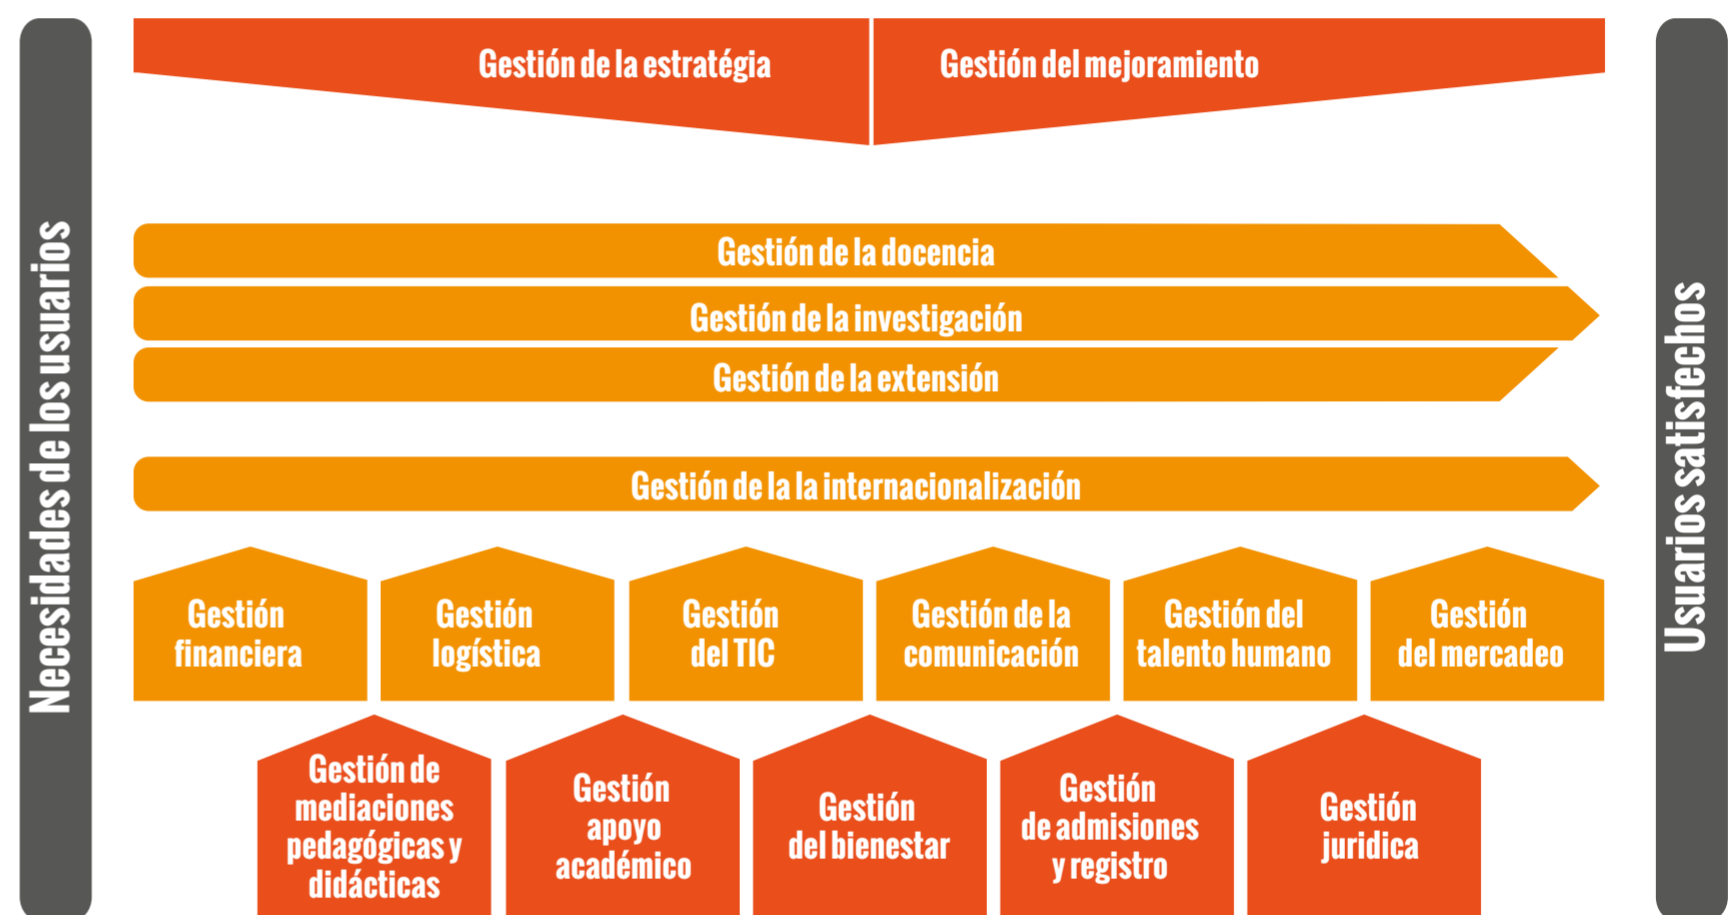 Gestión de la estratégia
Gestión del mejoramiento
Necesidades de los usuarios
Gestión de la docencia
Gestión de la investigación
Gestión de la extensión
Gestión de la la internacionalización
Usuarios satisfechos
Gestión
financiera
Gestión
logística
Gestión
del TIC
Gestión de la
comunicación
Gestión del
talento humano
Gestión
del mercadeo
Gestión de
mediaciones
pedagógicas y
didácticas
Gestión
apoyo
académico
Gestión
del bienestar
Gestión
de admisiones
y registro
Gestión
juridica